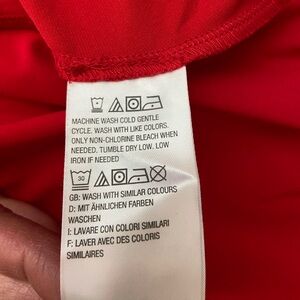 MACHINE WASH COLD GENTLE
CYCLE. WASH WITH LIKE COLORS.
ONLY NON-CHLORINE BLEACH WHEN
NEEDED. TUMBLE DRY LOW. LOW
IRON IF NEEDED
30
GB: WASH WITH SIMILAR COLOURS
D: MIT ÄHNLICHEN FARBEN
WASCHEN
I: LAVARE CON COLORI SIMILARI
F: LAVER AVEC DES COLORIS
SIMILAIRES